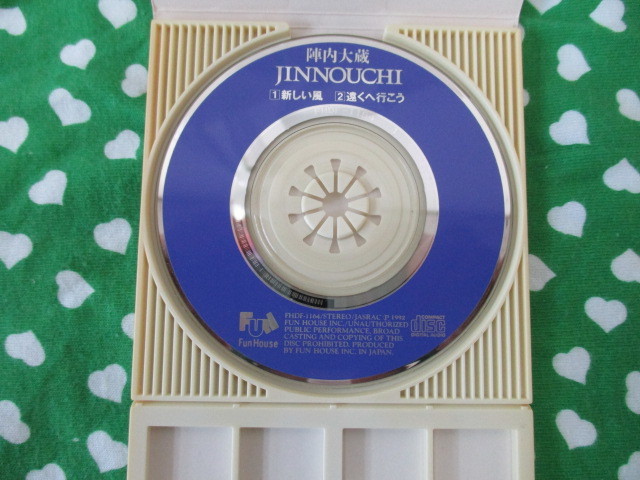 陣内大蔵
JINNOUCHI
1新しい風 2遠くへ行こう
FUN
Fun House
FHDF-1164/STEREO/JASRAC Ⓟ 1991
FUN HOUSE INC./UNAUTHORIZED
PUBLIC PERFORMANCE, BROAD
CASTING AND COPYING OF THIS
DISC PROHIBITED. PRODUCED
BY FUN HOUSE INC. IN JAPAN.
COMPACT
disc
DIGITAL AUDIO